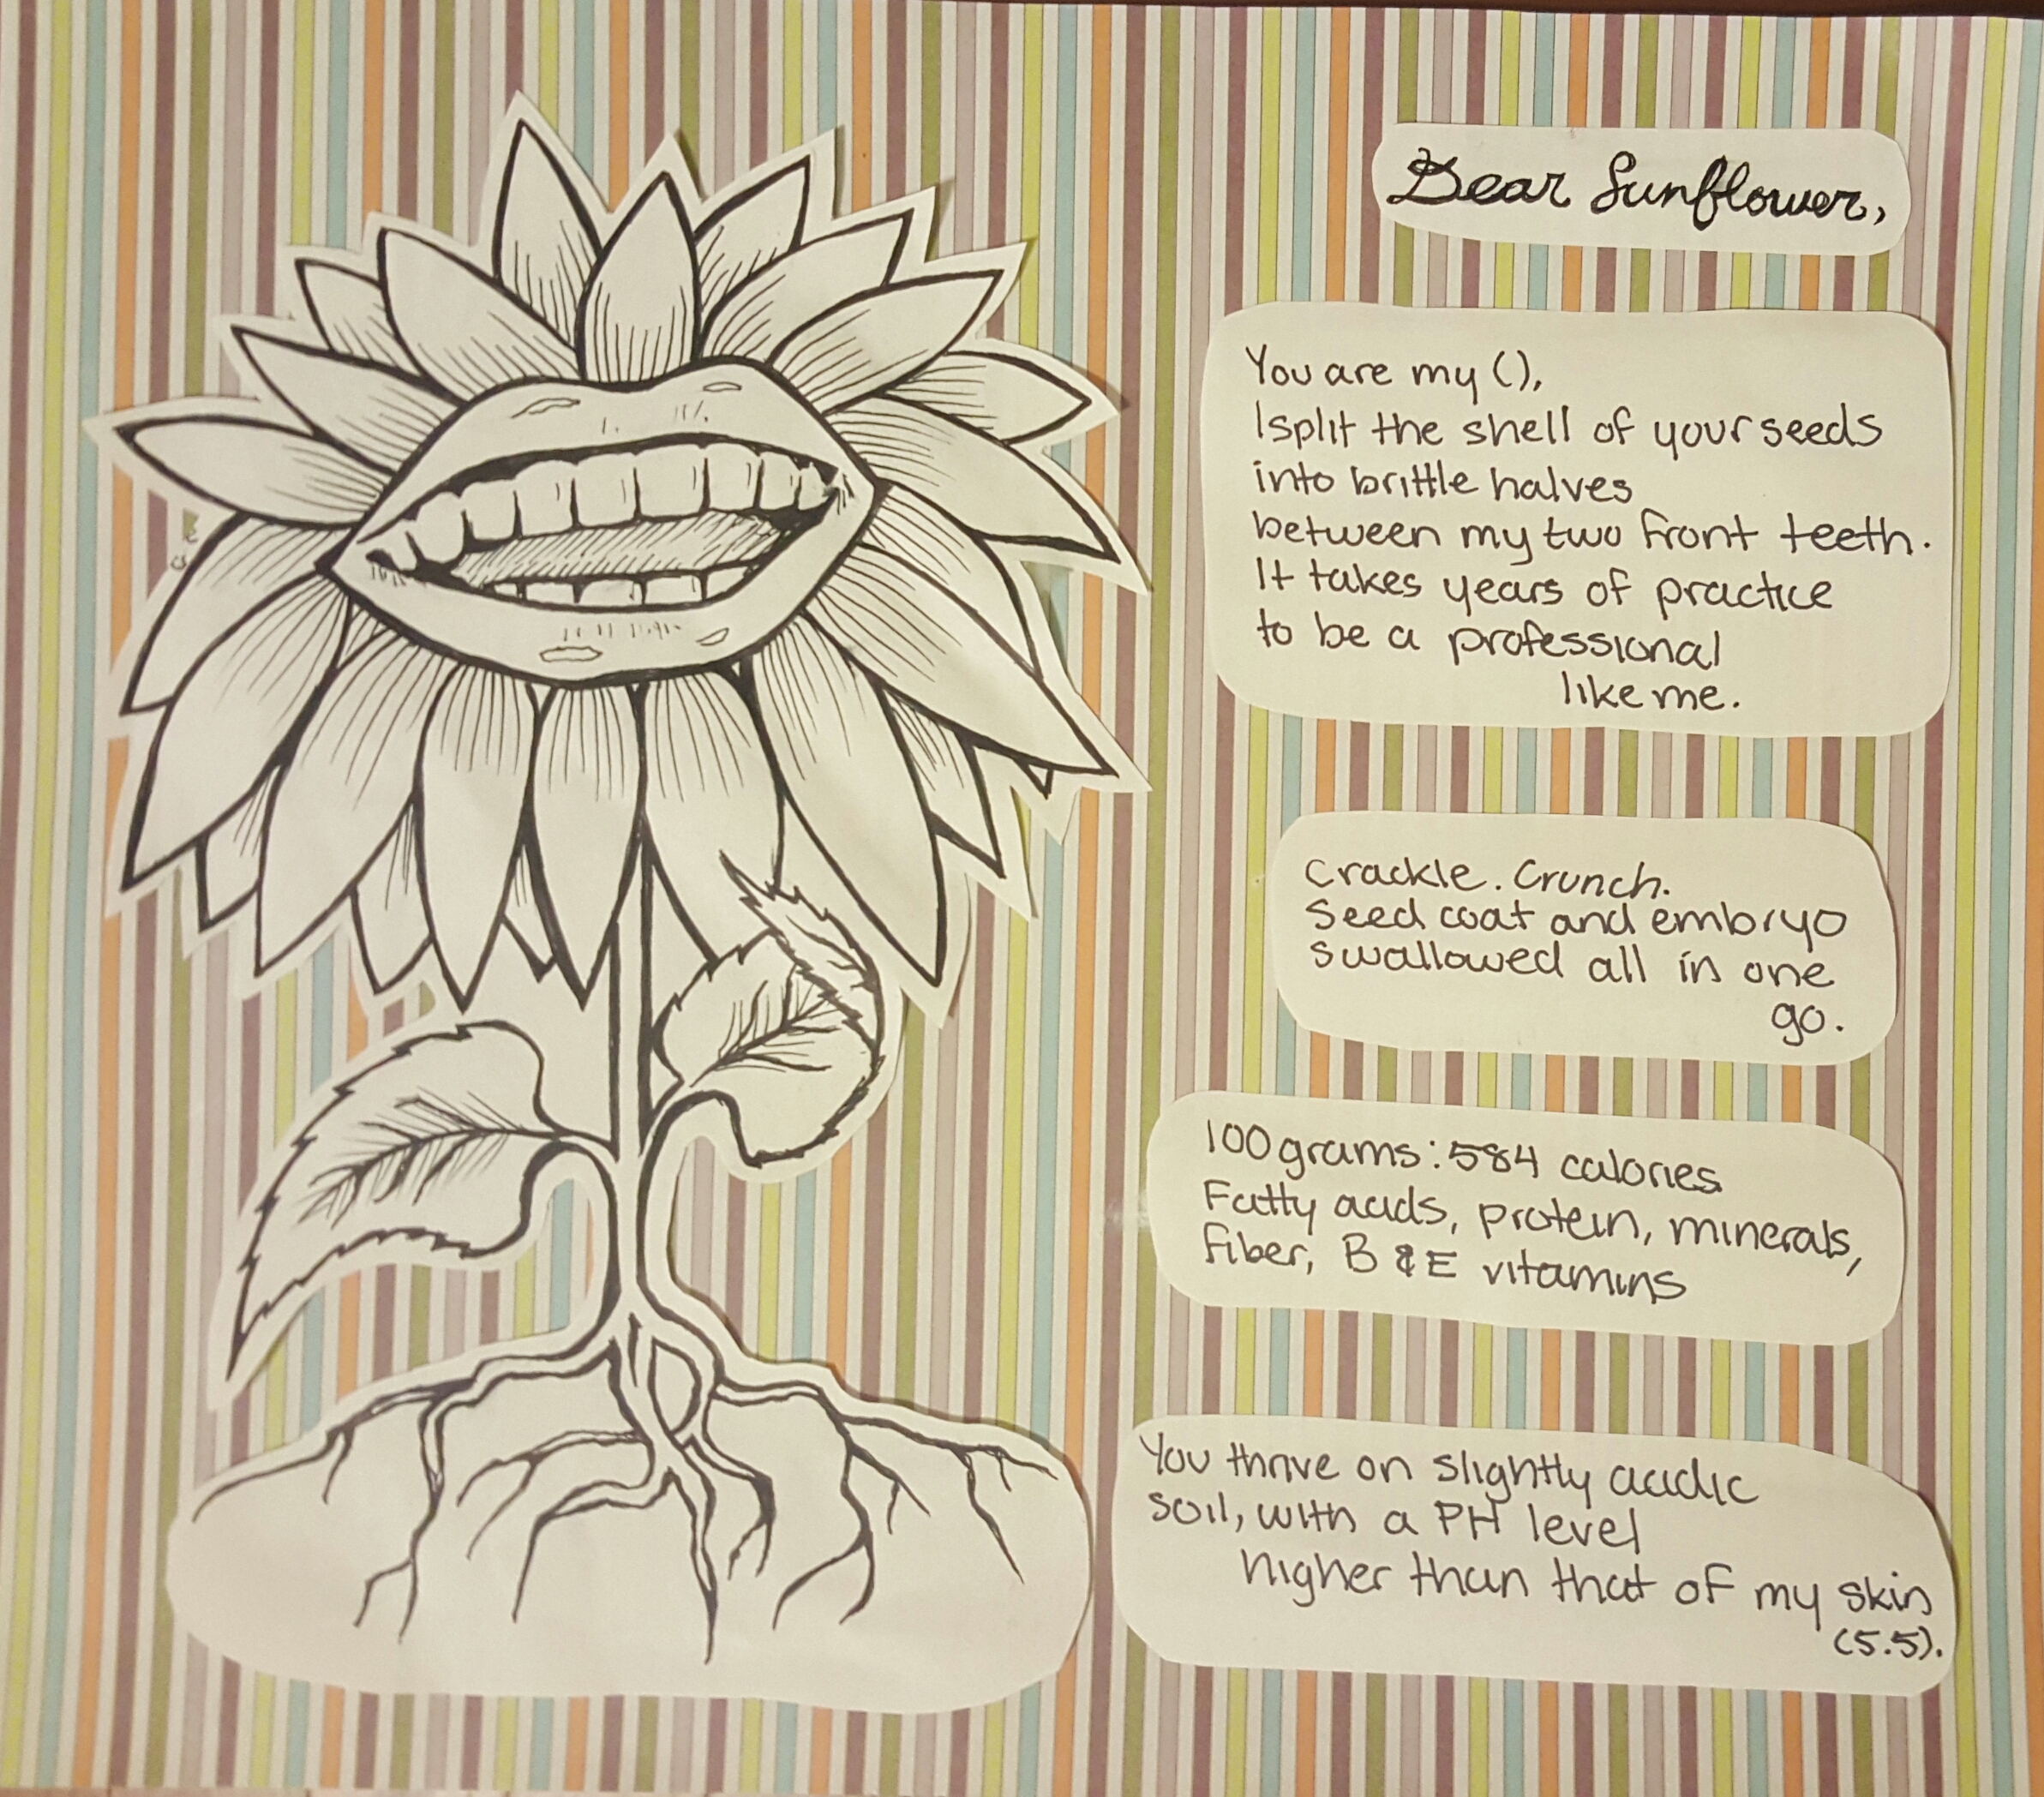 Dear Sunflower,
You are my (),
I split the shell of your seeds
into brittle halves
between my two front teeth.
It takes years of practice
to be a professional
like me.
Crackle. Crunch.
Seed coat and embryo
swallowed all in one
go.
100 grams: 584 calories
Fatty acids, protein, minerals,
fiber, B & E vitamins
You thrive on slightly acidic
soil, with a PH level
higher than that of my skin
(5.5).